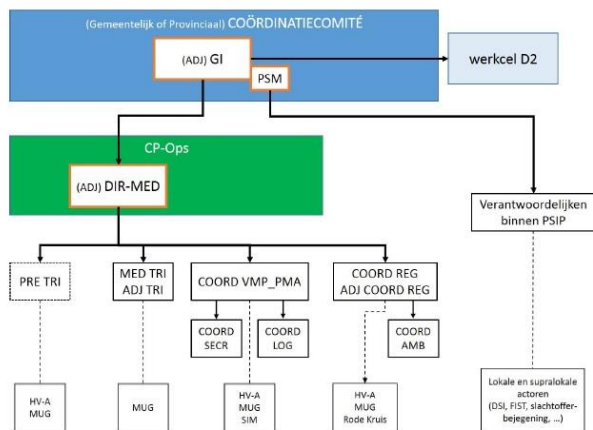 (Gemeentelijk of Provinciaal) COÖRDINATIECOMITÉ
(ADJ) GI
PSM
werkcel D2
CP-Ops
(ADJ) DIR-MED
Verantwoordelijken
binnen PSIP
PRE TRI
MED TRI
ADJ TRI
COORD VMP_PMA
COORD REG
ADJ COORD REG
COORD
SECR
COORD
LOG
COORD
AMB
HV-A
MUG
MUG
HV-A
MUG
SIM
HV-A
MUG
Rode Kruis
Lokale en supralokale
actoren
(DSI, FIST, slachtoffer-
bejegening, ...)